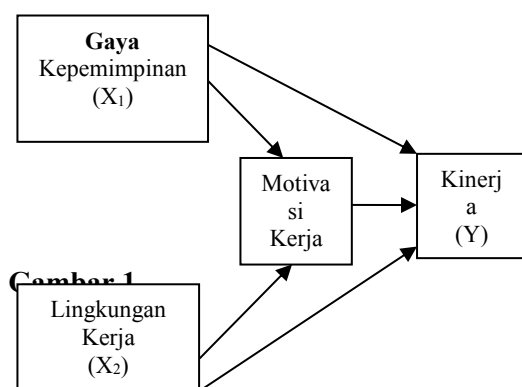 Gaya
Kepemimpinan
(X1)
Motiva
si
Kerja
Kinerj
a
(Y)
Gambar 1
Lingkungan
Kerja
(X2)